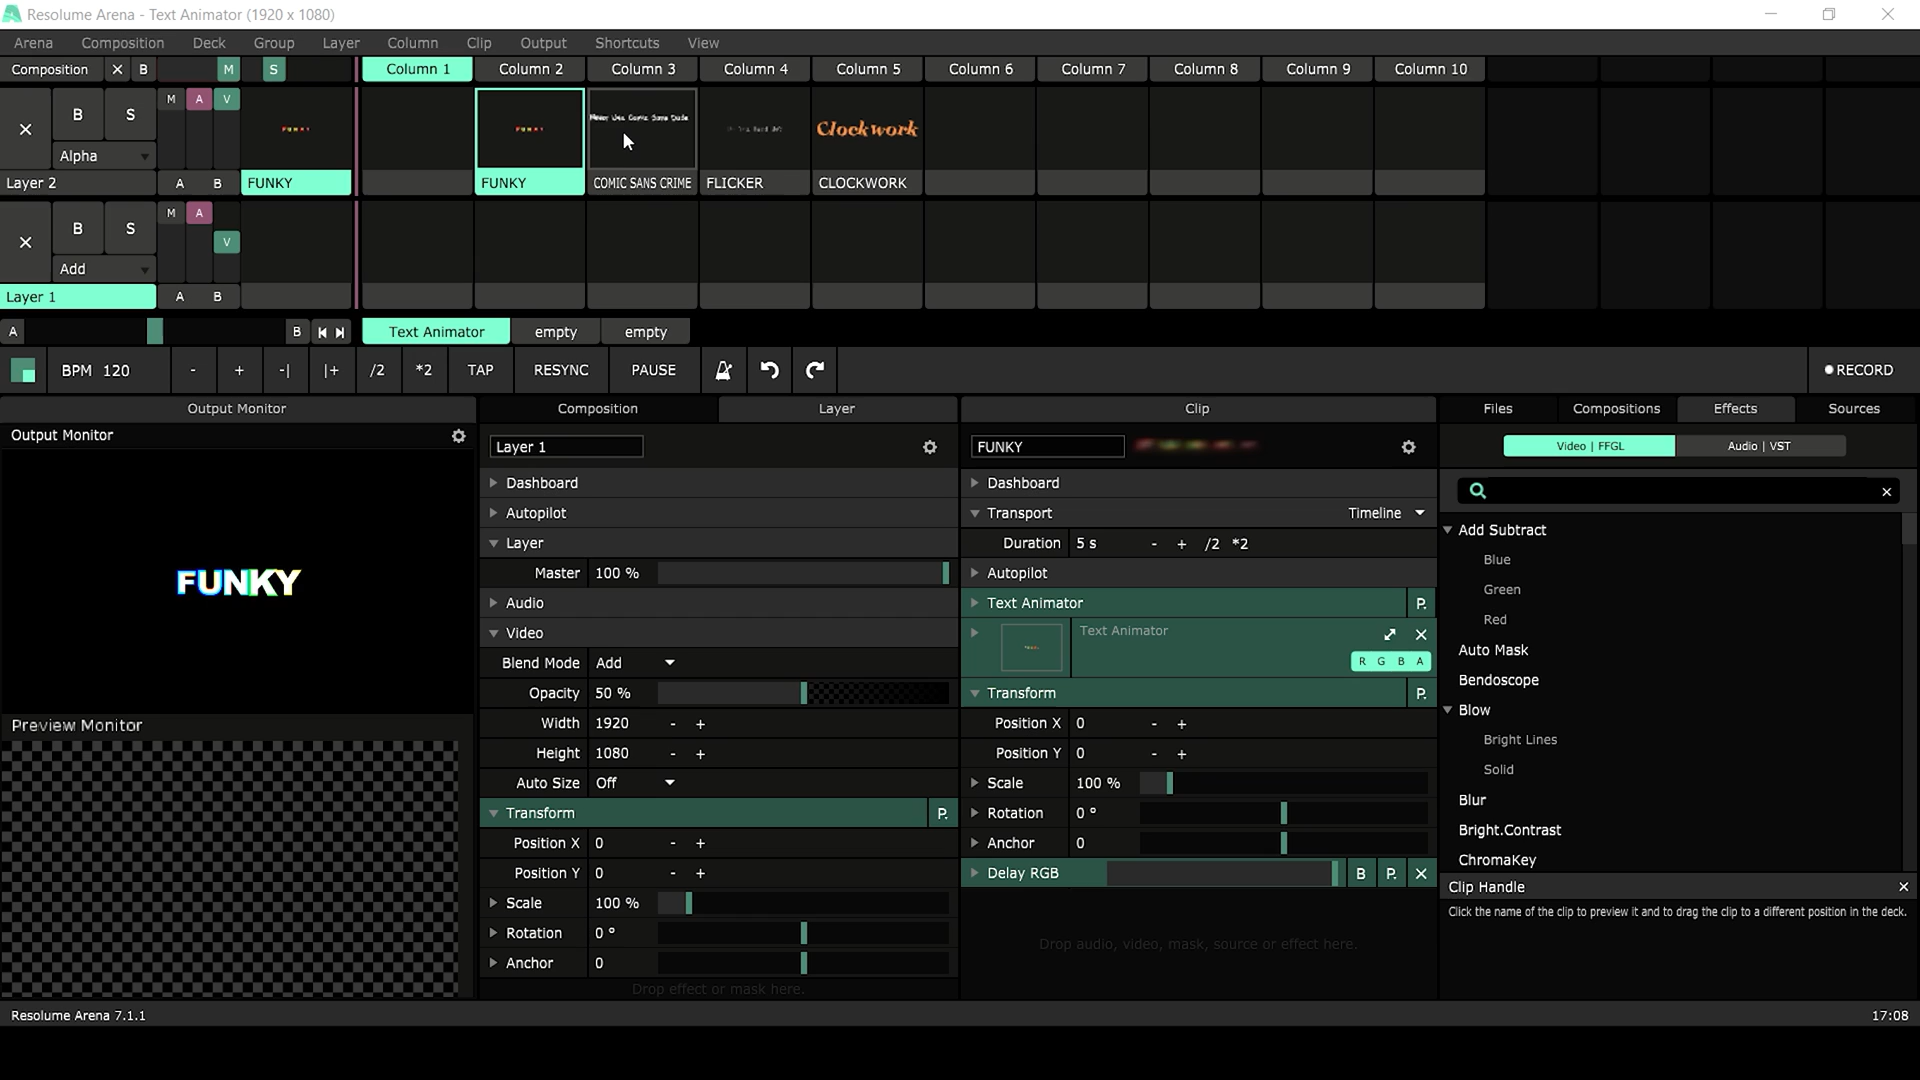 Resolume Arena - Text Animator (1920 x 1080)
Arena Composition Deck Group Layer Column Clip Output Shortcuts View
Composition B M S Column 1 Column 2 Column 3 Column 4 Column 5 Column 6 Column 7 Column 8 Column 9 Column 10
B S M A V
Never Use Comic Sans Dude
Clockwork
Alpha
Layer 2 A B FUNKY FUNKY COMIC SANS CRIME FLICKER CLOCKWORK
B S M A
V
Add
Layer 1 A B
A B Text Animator empty empty
BPM 120 - + -| |+ /2 *2 TAP RESYNC PAUSE RECORD
Output Monitor Composition Layer Clip Files Compositions Effects Sources
Output Monitor
FUNKY
Preview Monitor
Layer 1
Dashboard
Autopilot
Layer
Master 100 %
Audio
Video
Blend Mode Add
Opacity 50 %
Width 1920 - +
Height 1080 - +
Auto Size Off
Transform P.
Position X 0 - +
Position Y 0 - +
Scale 100 %
Rotation 0 °
Anchor 0
Drop effect or mask here.
FUNKY
Dashboard
Transport Timeline
Duration 5 s - + /2 *2
Autopilot
Text Animator P.
Text Animator
R G B A
Transform P.
Position X 0 - +
Position Y 0 - +
Scale 100 %
Rotation 0 °
Anchor 0
Delay RGB B P.
Drop audio, video, mask, source or effect here.
Video | FFGL Audio | VST
Add Subtract
Blue
Green
Red
Auto Mask
Bendoscope
Blow
Bright Lines
Solid
Blur
Bright.Contrast
ChromaKey
Clip Handle
Click the name of the clip to preview it and to drag the clip to a different position in the deck.
Resolume Arena 7.1.1 17:08